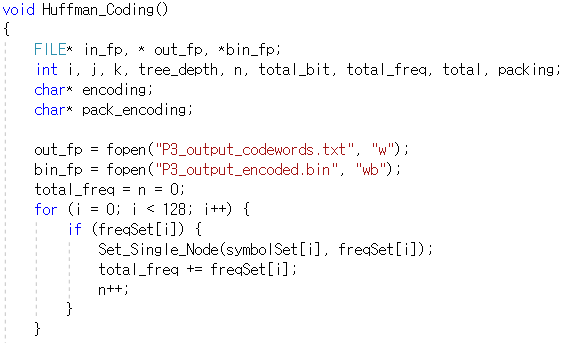 void Huffman_Coding()
{
    FILE* in_fp, * out_fp, *bin_fp;
    int i, j, k, tree_depth, n, total_bit, total_freq, total, packing;
    char* encoding;
    char* pack_encoding;

    out_fp = fopen("P3_output_codewords.txt", "w");
    bin_fp = fopen("P3_output_encoded.bin", "wb");
    total_freq = n = 0;
    for (i = 0; i < 128; i++) {
        if (freqSet[i]) {
            Set_Single_Node(symbolSet[i], freqSet[i]);
            total_freq += freqSet[i];
            n++;
        }
    }